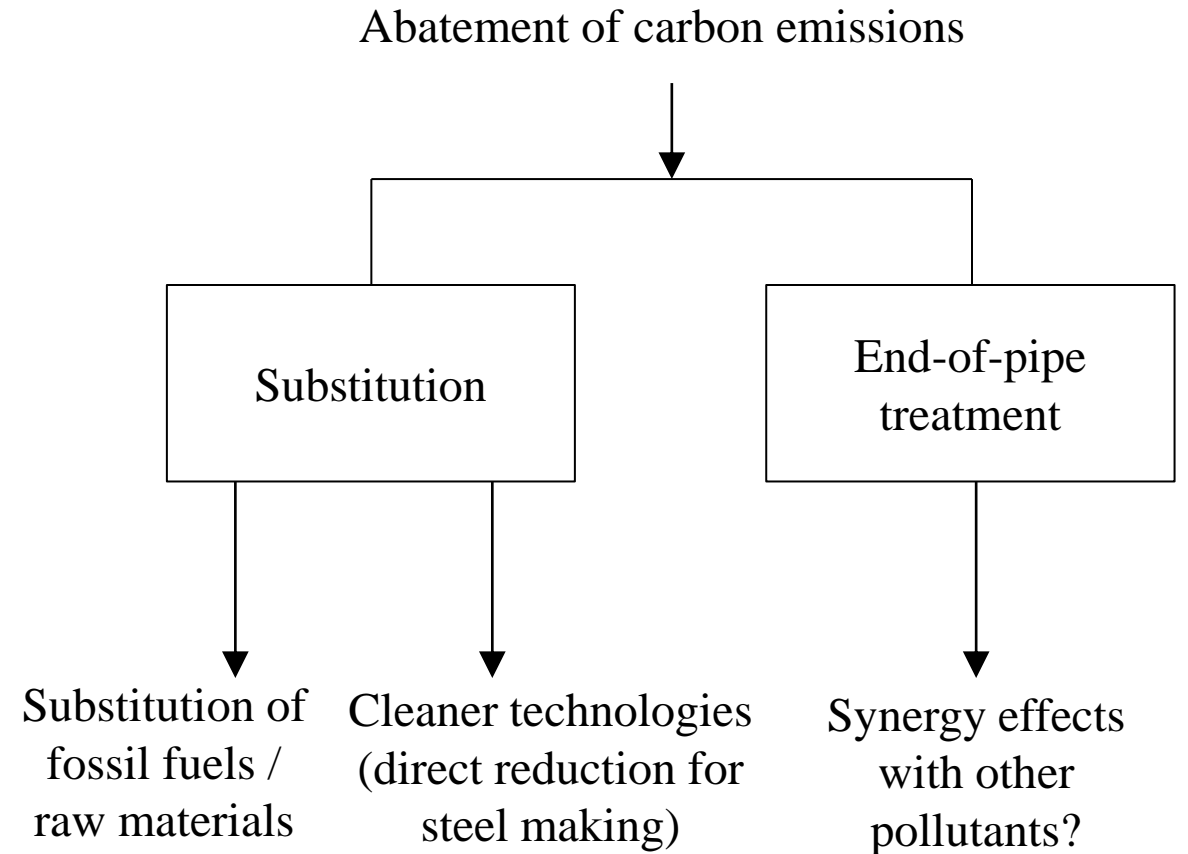 Abatement of carbon emissions
Substitution
End-of-pipe
treatment
Substitution of
fossil fuels /
raw materials
Cleaner technologies
(direct reduction for
steel making)
Synergy effects
with other
pollutants?